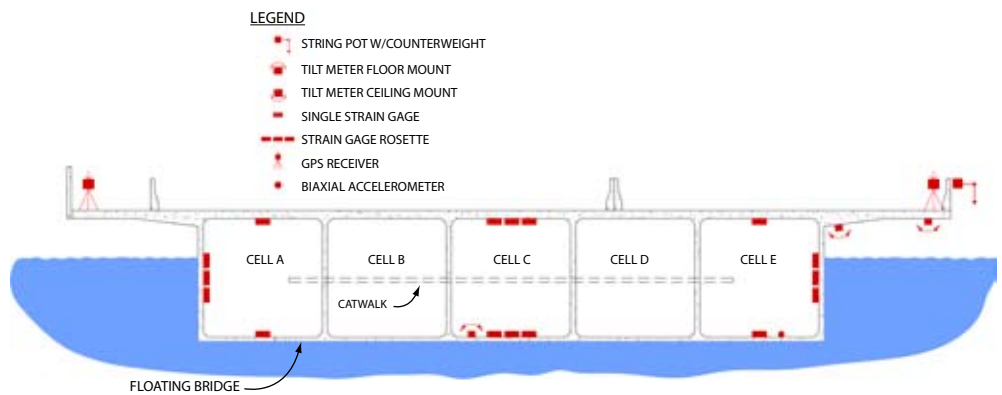 LEGEND
STRING POT W/COUNTERWEIGHT
TILT METER FLOOR MOUNT
TILT METER CEILING MOUNT
SINGLE STRAIN GAGE
STRAIN GAGE ROSETTE
GPS RECEIVER
BIAXIAL ACCELEROMETER
CELL A
CELL B
CELL C
CELL D
CELL E
CATWALK
FLOATING BRIDGE